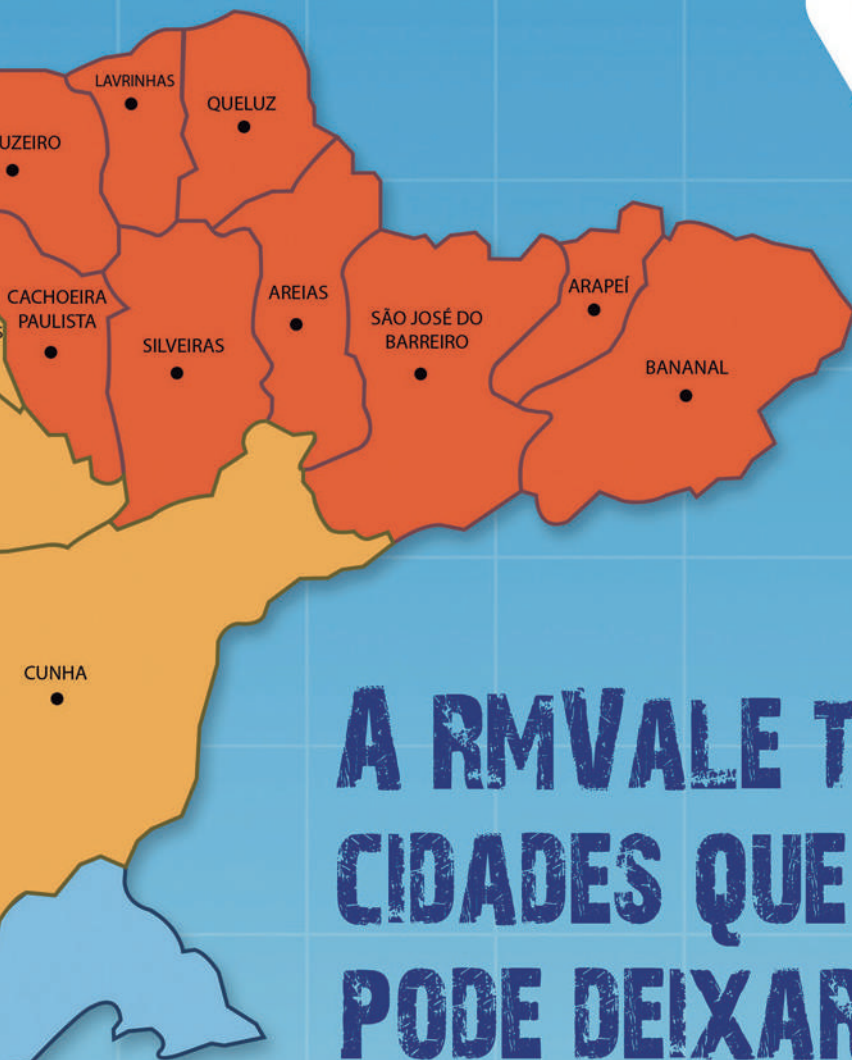 LAVRINHAS
QUELUZ
UZEIRO
CACHOEIRA
PAULISTA
SILVEIRAS
AREIAS
SÃO JOSÉ DO
BARREIRO
ARAPEÍ
BANANAL
CUNHA
A RMVALE T
CIDADES QUE
PODE DEIXAR